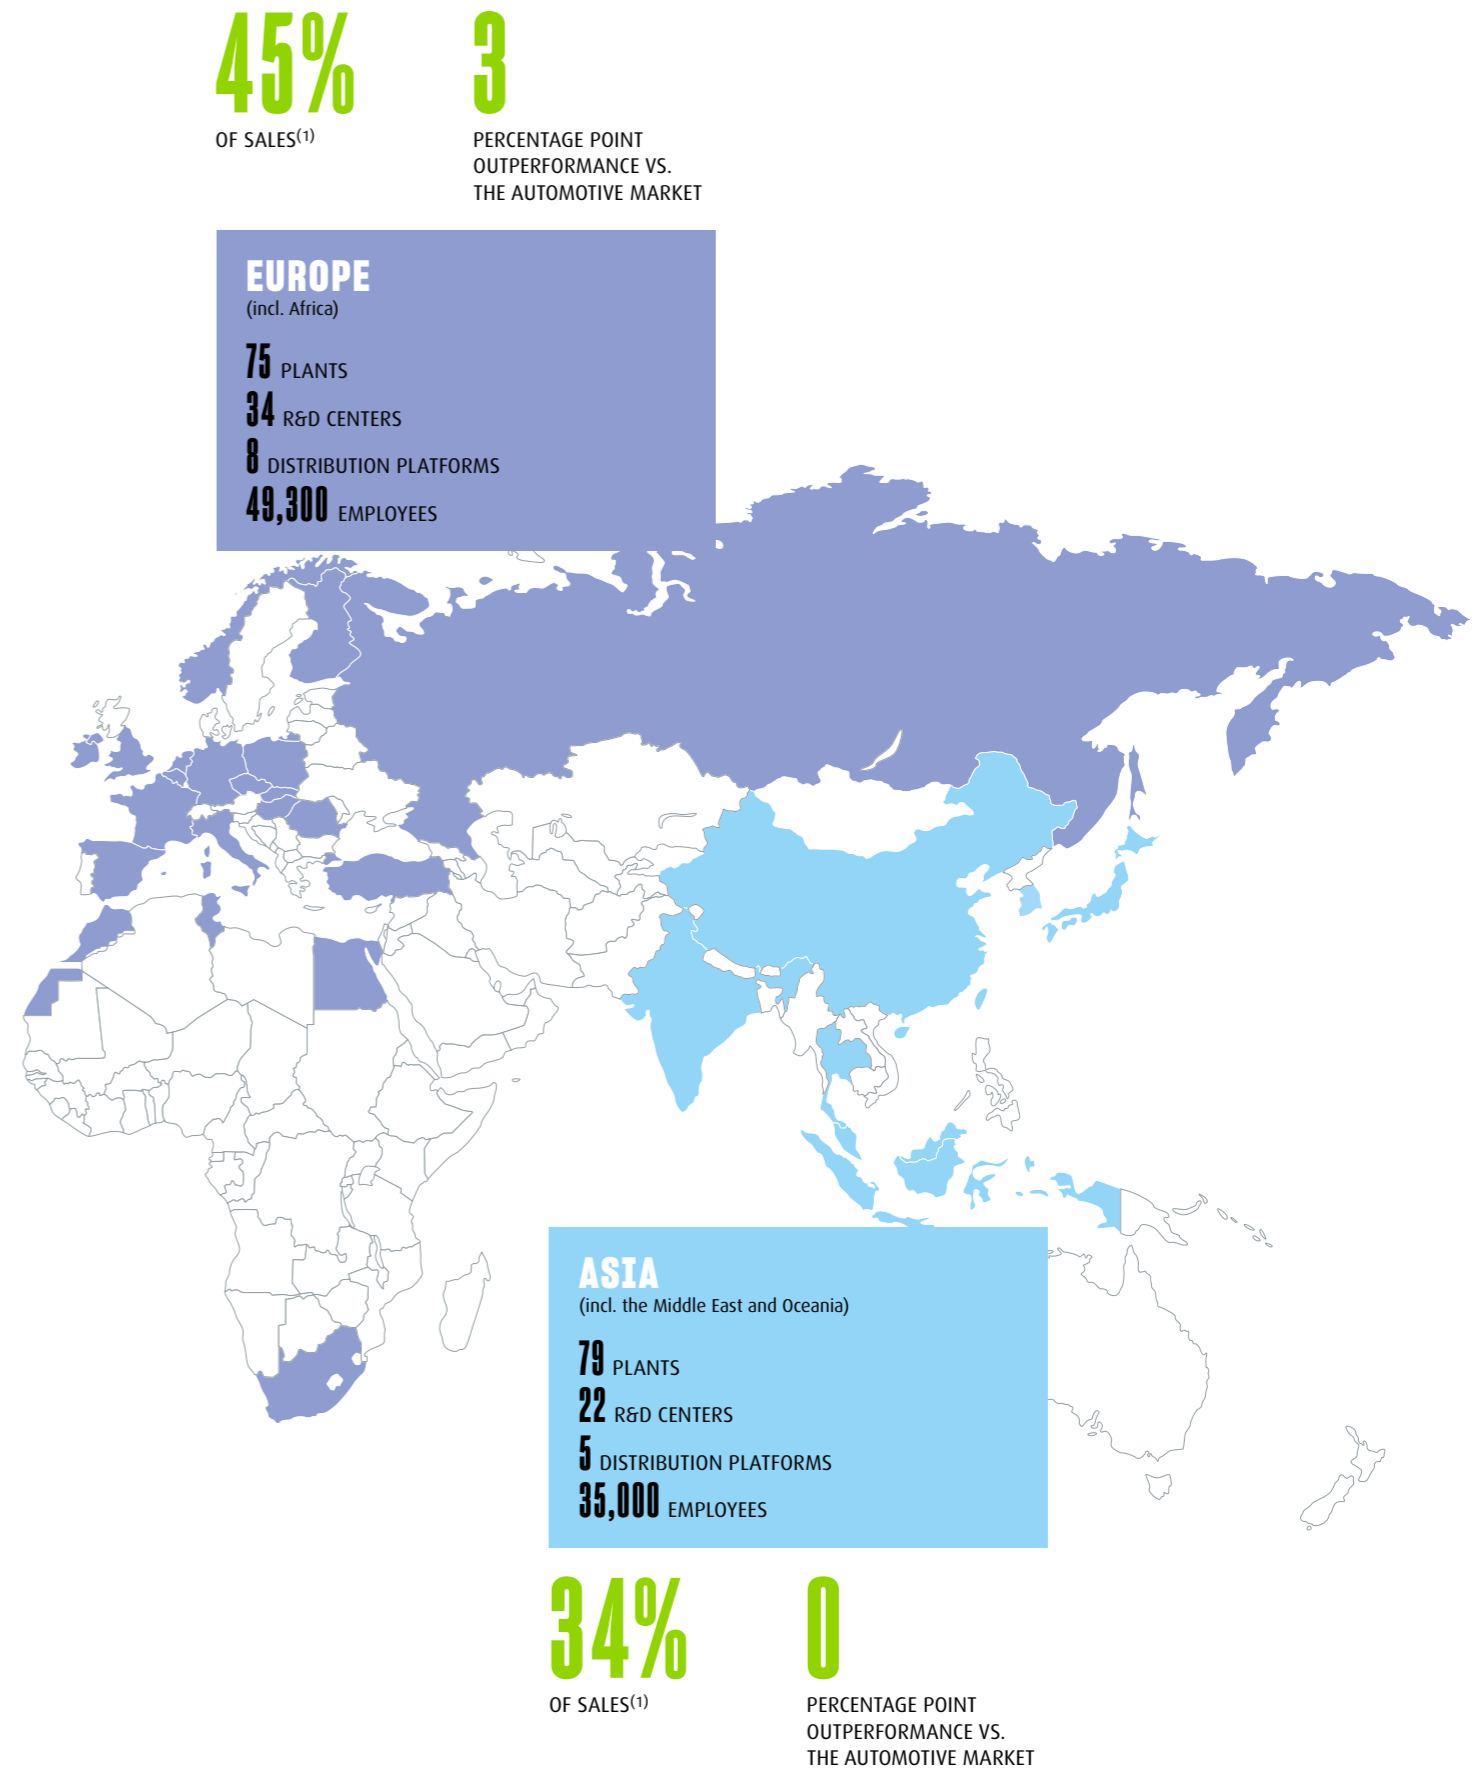 45%
OF SALES(1)
3
PERCENTAGE POINT
OUTPERFORMANCE VS.
THE AUTOMOTIVE MARKET
EUROPE
(incl. Africa)
75 PLANTS
34 R&D CENTERS
8 DISTRIBUTION PLATFORMS
49,300 EMPLOYEES
ASIA
(incl. the Middle East and Oceania)
79 PLANTS
22 R&D CENTERS
5 DISTRIBUTION PLATFORMS
35,000 EMPLOYEES
34%
OF SALES(1)
0
PERCENTAGE POINT
OUTPERFORMANCE VS.
THE AUTOMOTIVE MARKET